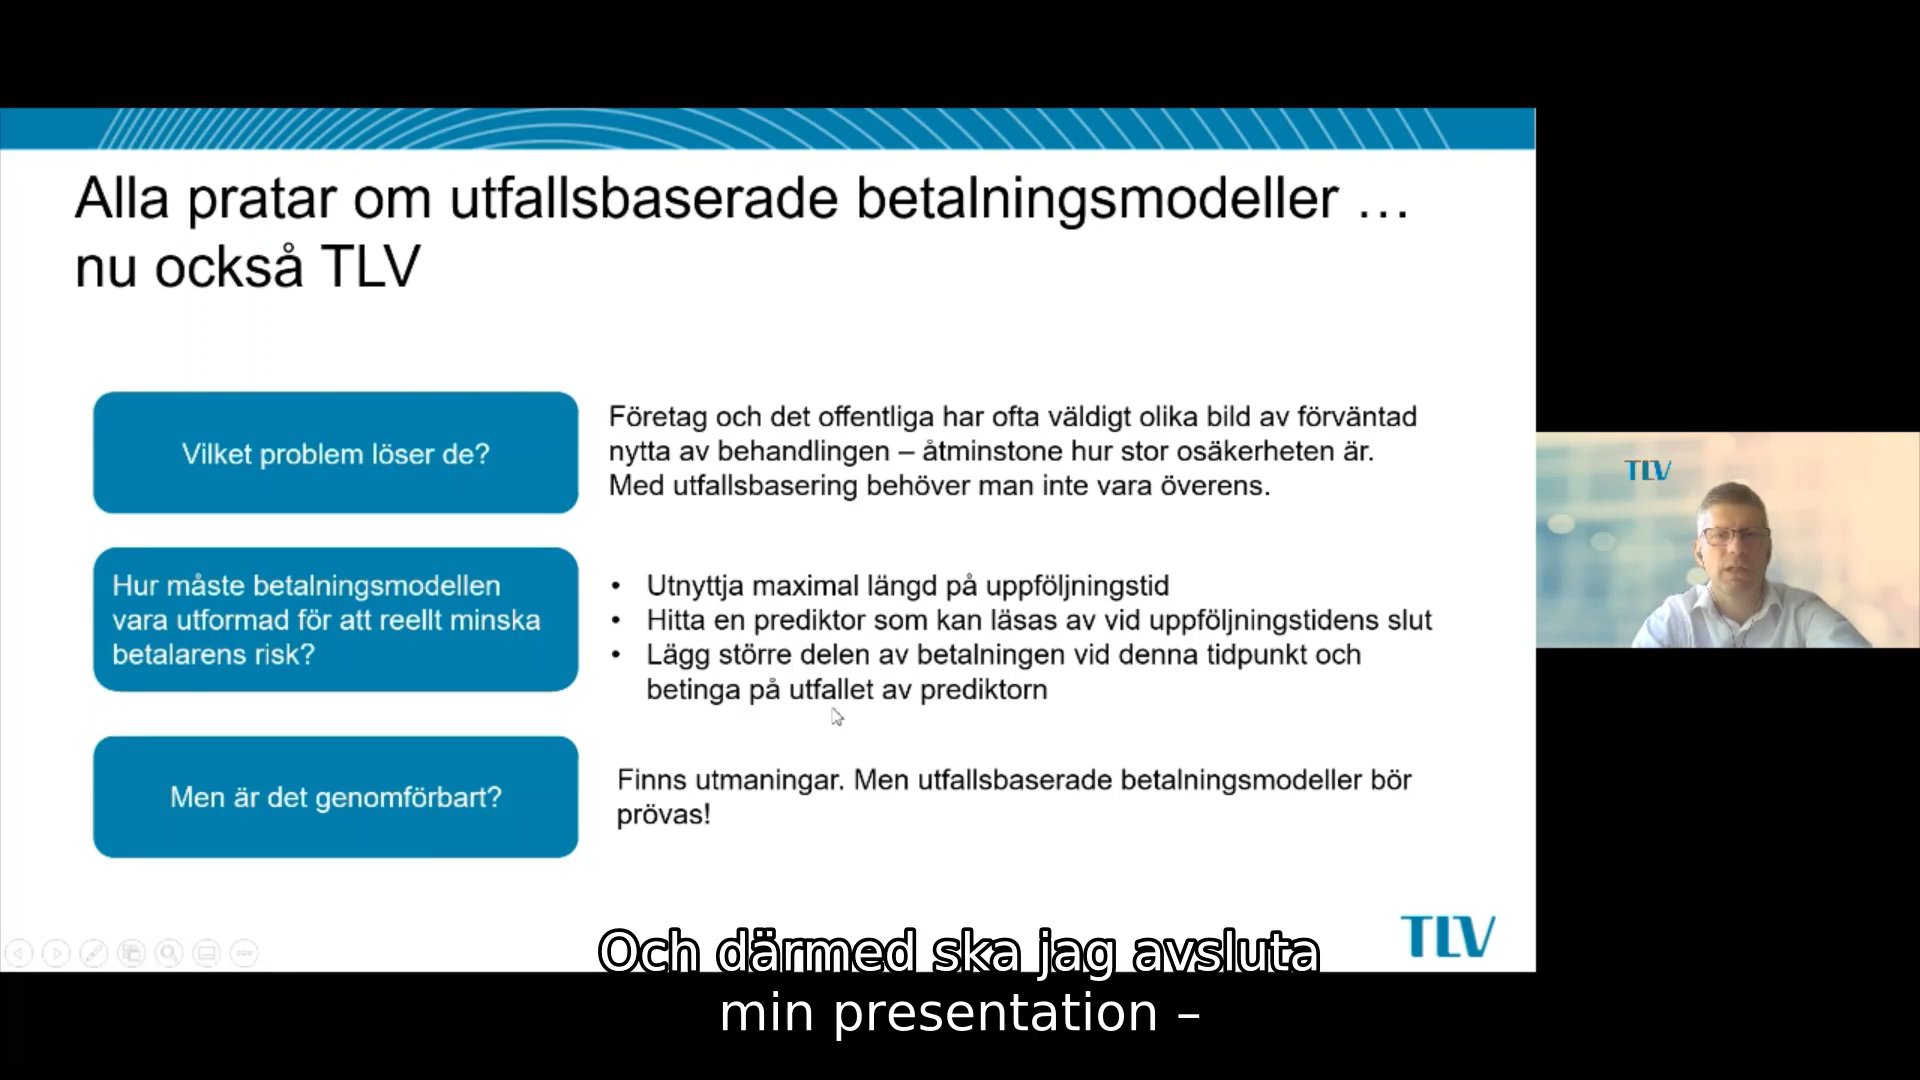 Alla pratar om utfallsbaserade betalningsmodeller …
nu också TLV
Vilket problem löser de?
Företag och det offentliga har ofta väldigt olika bild av förväntad
nytta av behandlingen – åtminstone hur stor osäkerheten är.
Med utfallsbasering behöver man inte vara överens.
TLV
Hur måste betalningsmodellen
vara utformad för att reellt minska
betalarens risk?
• Utnyttja maximal längd på uppföljningstid
• Hitta en prediktor som kan läsas av vid uppföljningstidens slut
• Lägg större delen av betalningen vid denna tidpunkt och
betinga på utfallet av prediktorn
Men är det genomförbart?
Finns utmaningar. Men utfallsbaserade betalningsmodeller bör
prövas!
TLV
Och därmed ska jag avsluta
min presentation –